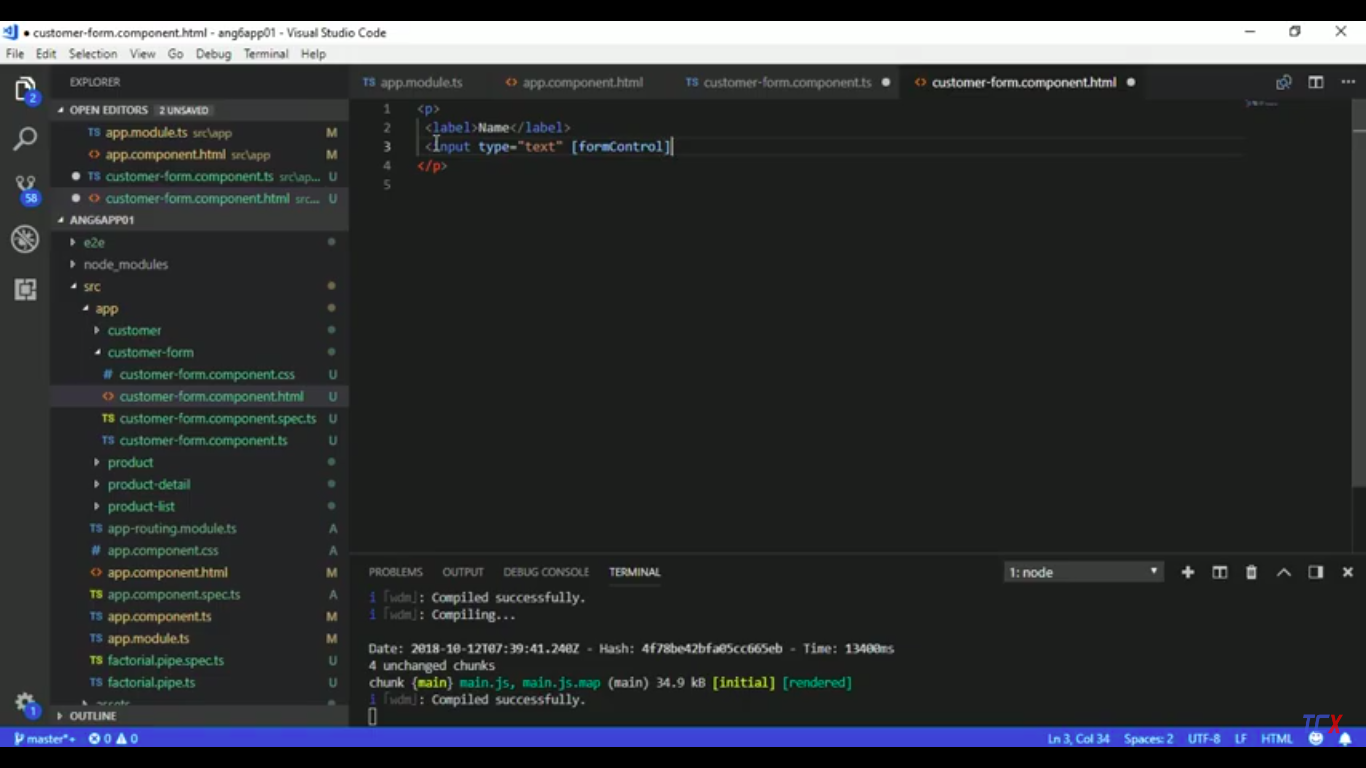 customer-form.component.html - ang6app01 - Visual Studio Code
File Edit Selection View Go Debug Terminal Help
EXPLORER
TS app.module.ts <> app.component.html TS customer-form.component.ts ● <> customer-form.component.html ●
OPEN EDITORS 2 UNSAVED
TS app.module.ts src\app M
<> app.component.html src\app M
● TS customer-form.component.ts src\ap... U
● <> customer-form.component.html src... U
ANG6APP01
e2e
node_modules
src
app
customer
customer-form
# customer-form.component.css U
<> customer-form.component.html U
TS customer-form.component.spec.ts U
TS customer-form.component.ts U
product
product-detail
product-list
TS app-routing.module.ts A
# app.component.css A
<> app.component.html M
TS app.component.spec.ts A
TS app.component.ts M
TS app.module.ts M
TS factorial.pipe.spec.ts U
TS factorial.pipe.ts U
assets
OUTLINE
2
58
1
1 <p>
2 <label>Name</label>
3 <input type="text" [formControl]
4 </p>
5
PROBLEMS OUTPUT DEBUG CONSOLE TERMINAL 1: node
i ｢wdm｣: Compiled successfully.
i ｢wdm｣: Compiling...
Date: 2018-10-12T07:39:41.240Z - Hash: 4f78be42bfa05cc665eb - Time: 13400ms
4 unchanged chunks
chunk {main} main.js, main.js.map (main) 34.9 kB [initial] [rendered]
i ｢wdm｣: Compiled successfully.
TCX
master*+ 0 0 Ln 3, Col 34 Spaces: 2 UTF-8 LF HTML